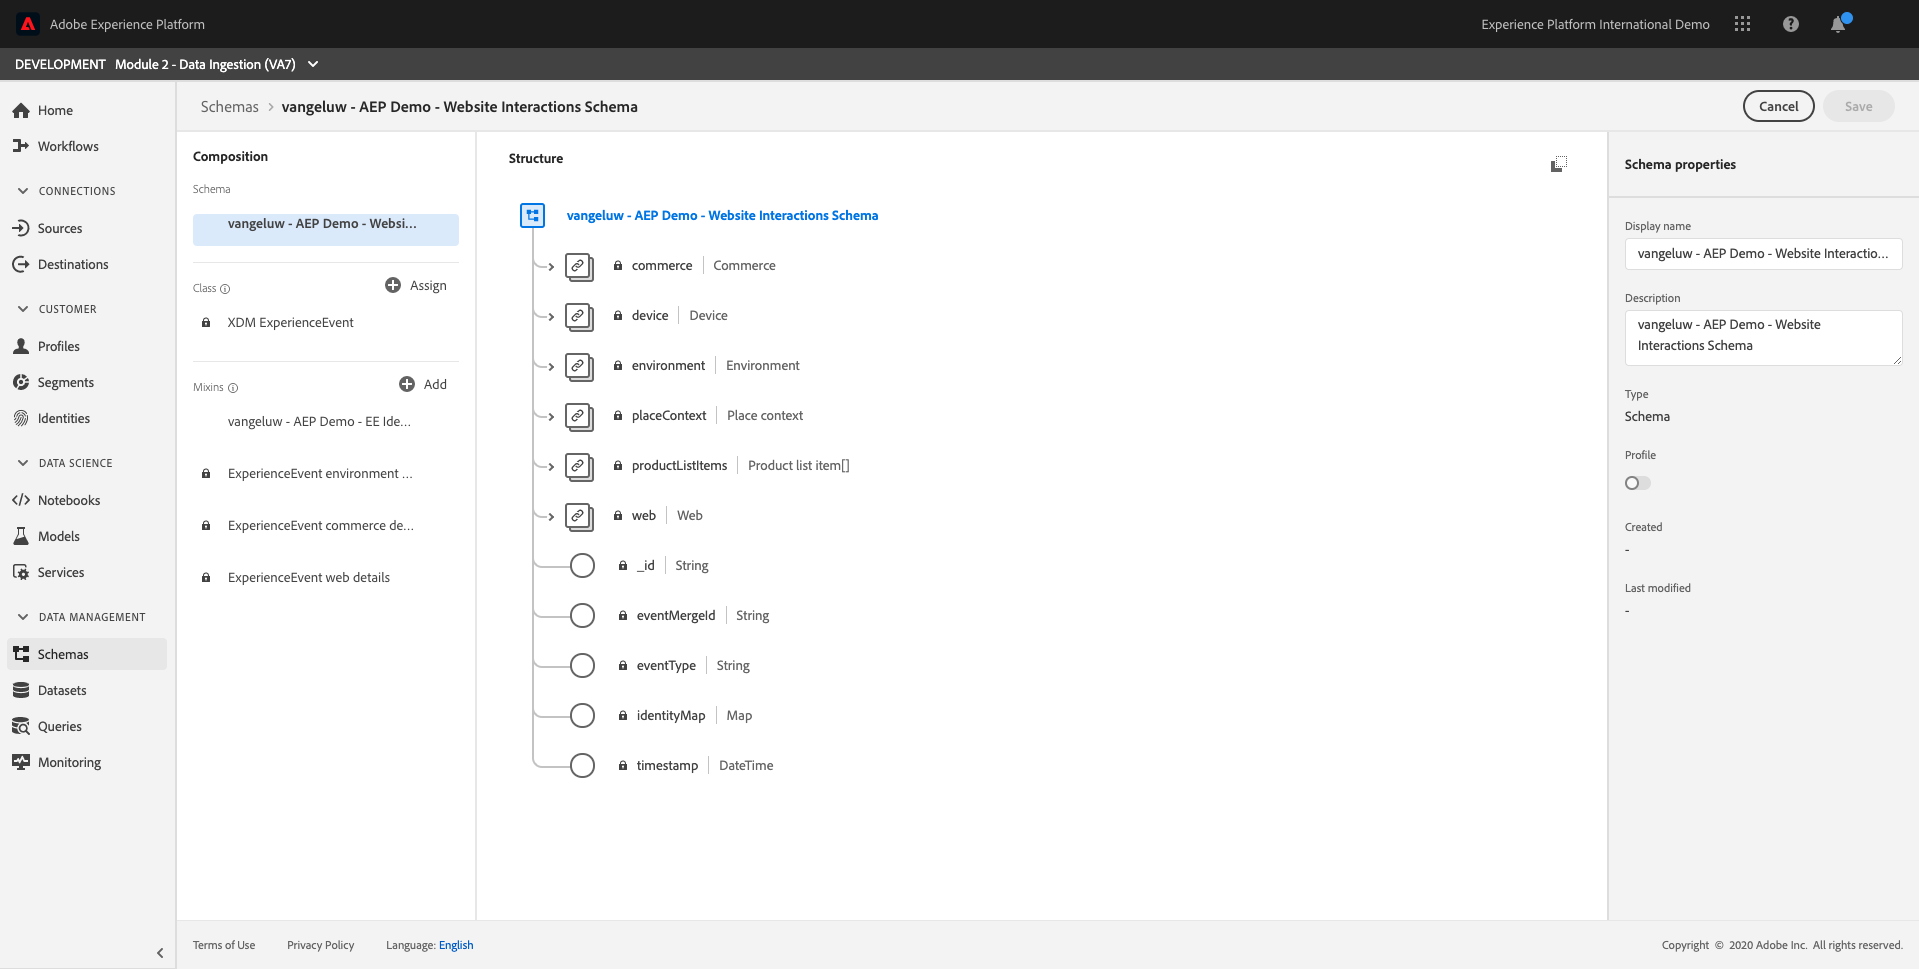 Adobe Experience Platform
Experience Platform International Demo
DEVELOPMENT Module 2 - Data Ingestion (VA7)
Home
Workflows
CONNECTIONS
Sources
Destinations
CUSTOMER
Profiles
Segments
Identities
DATA SCIENCE
Notebooks
Models
Services
DATA MANAGEMENT
Schemas
Datasets
Queries
Monitoring
Schemas > vangeluw - AEP Demo - Website Interactions Schema
Cancel
Save
Composition
Schema
vangeluw - AEP Demo - Websi...
Class
Assign
XDM ExperienceEvent
Mixins
Add
vangeluw - AEP Demo - EE Ide...
ExperienceEvent environment ...
ExperienceEvent commerce de...
ExperienceEvent web details
Structure
vangeluw - AEP Demo - Website Interactions Schema
commerce Commerce
device Device
environment Environment
placeContext Place context
productListItems Product list item[]
web Web
_id String
eventMergeId String
eventType String
identityMap Map
timestamp DateTime
Schema properties
Display name
vangeluw - AEP Demo - Website Interactio...
Description
vangeluw - AEP Demo - Website
Interactions Schema
Type
Schema
Profile
Created
-
Last modified
-
Terms of Use
Privacy Policy
Language: English
Copyright © 2020 Adobe Inc. All rights reserved.